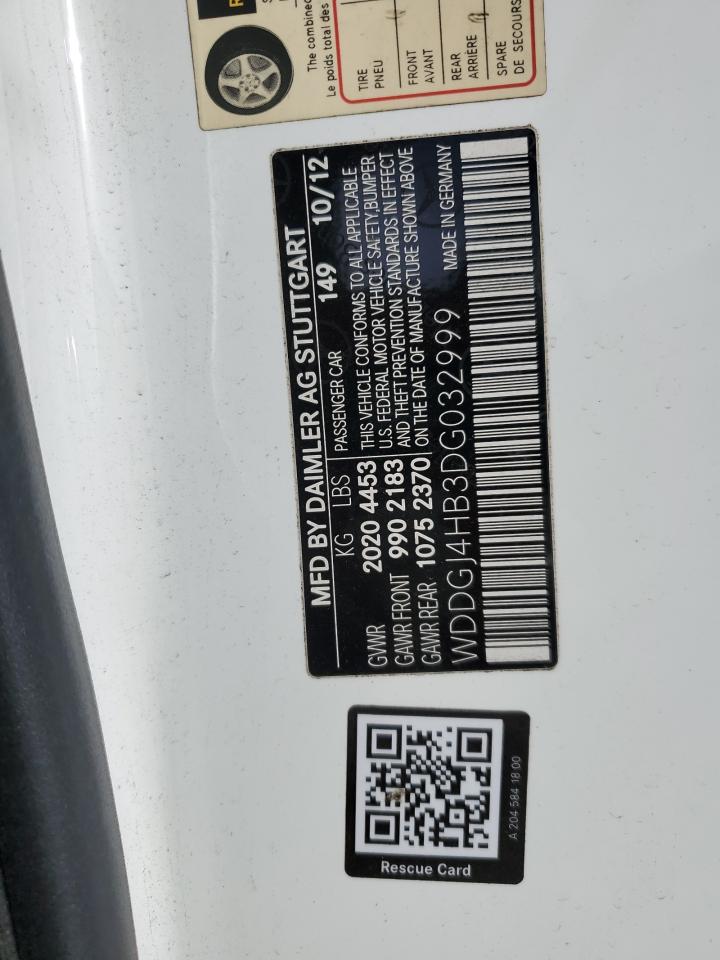 The combined
Le poids total des
TIRE
PNEU
FRONT
AVANT
REAR
ARRIÈRE
SPARE
DE SECOURS
MFD BY DAIMLER AG STUTTGART
KG LBS PASSENGER CAR 149 10/12
GVWR 2020 4453 THIS VEHICLE CONFORMS TO ALL APPLICABLE
GAWR FRONT 990 2183 U.S. FEDERAL MOTOR VEHICLE SAFETY, BUMPER
GAWR REAR 1075 2370 AND THEFT PREVENTION STANDARDS IN EFFECT
ON THE DATE OF MANUFACTURE SHOWN ABOVE
WDDGJ4HB3DG032999 MADE IN GERMANY
Rescue Card
A 204 584 18 00